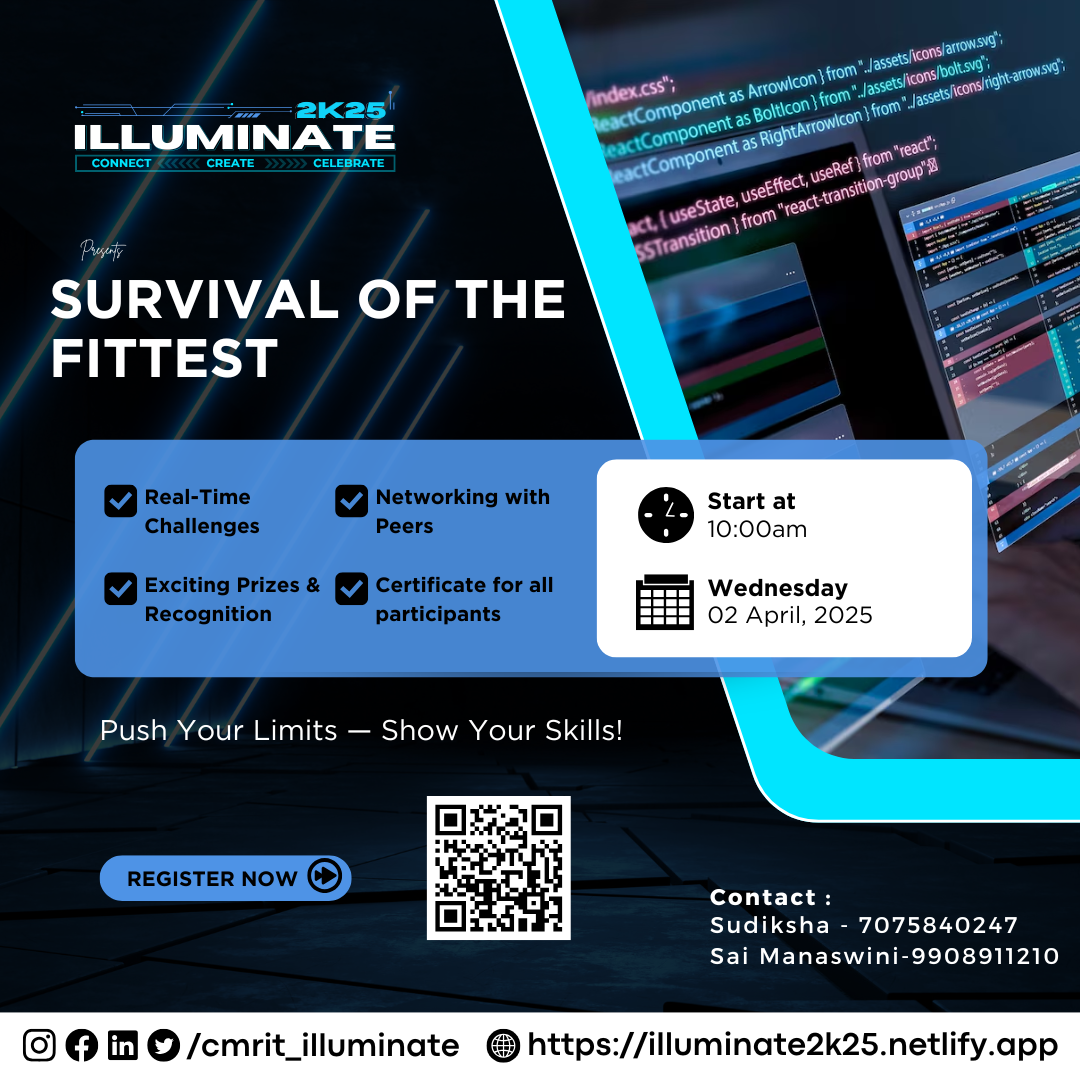 2K25
ILLUMINATE
CONNECT CREATE CELEBRATE
/index.css";
ReactComponent as ArrowIcon } from "../assets/icons/arrow.svg";
ReactComponent as BoltIcon } from "../assets/icons/bolt.svg";
ReactComponent as RightArrowIcon } from "../assets/icons/right-arrow.svg";
act, { useState, useEffect, useRef } from "react";
SSTransition } from "react-transition-group";
Presents
SURVIVAL OF THE
FITTEST
Real-Time
Challenges
Networking with
Peers
Exciting Prizes &
Recognition
Certificate for all
participants
Start at
10:00am
Wednesday
02 April, 2025
Push Your Limits — Show Your Skills!
REGISTER NOW
Contact :
Sudiksha - 7075840247
Sai Manaswini-9908911210
/cmrit_illuminate https://illuminate2k25.netlify.app